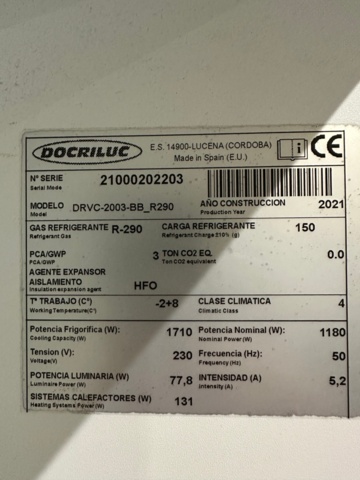 DOCRILUC
E.S. 14900-LUCENA (CORDOBA)
Made in Spain (E.U.)
i
CE
Nº SERIE 21000202203
Serial Mode
MODELO DRVC-2003-BB_R290 AÑO CONSTRUCCION 2021
Model Production Year
GAS REFRIGERANTE R-290 CARGA REFRIGERANTE 150
Refrigerant Gas Refrigerant Charge ±10% (g)
PCA/GWP 3 TON CO2 EQ. 0.0
PCA/GWP Ton CO2 equivalent
AGENTE EXPANSOR
AISLAMIENTO HFO
Insulation expansion agent
Tª TRABAJO (Cº) -2+8 CLASE CLIMATICA 4
Working Temperature(Cº) Climatic Class
Potencia Frigorifica (W): 1710 Potencia Nominal (W): 1180
Cooling Capacity (W) Nominal Power (W)
Tension (V): 230 Frecuencia (Hz): 50
Voltage(V) Frequency (Hz)
POTENCIA LUMINARIA (W) 77,8 INTENSIDAD (A) 5,2
Luminaire Power (W) Intensity (A)
SISTEMAS CALEFACTORES (W) 131
Heating Systems Power (W)